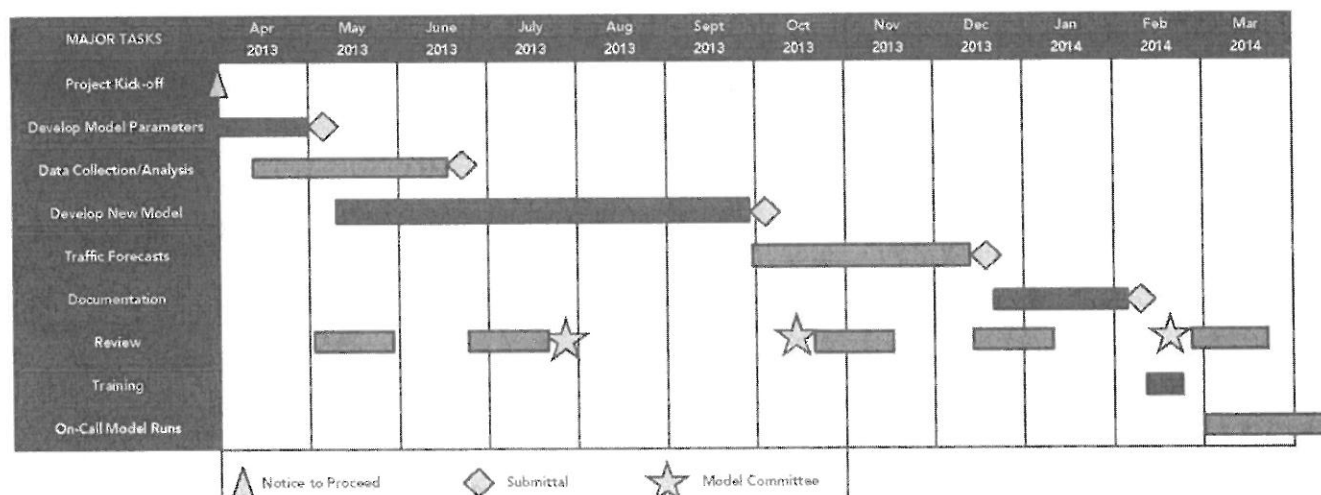 MAJOR TASKS
Apr May June July Aug Sept Oct Nov Dec Jan Feb Mar
2013 2013 2013 2013 2013 2013 2013 2013 2013 2014 2014 2014
Project Kick-off
Develop Model Parameters
Data Collection/Analysis
Develop New Model
Traffic Forecasts
Documentation
Review
Training
On-Call Model Runs
Notice to Proceed Submittal Model Committee